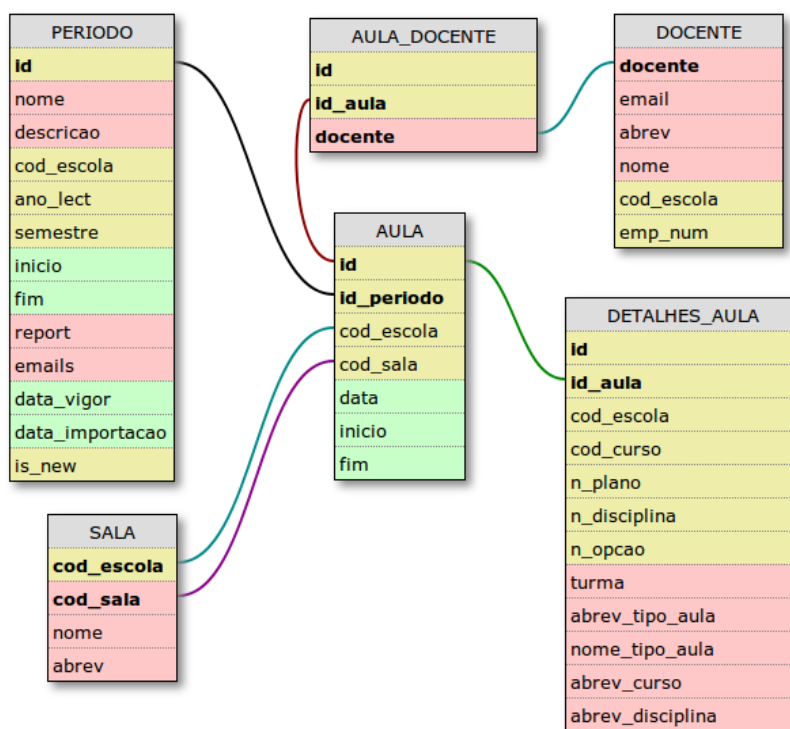 PERIODO
id
nome
descricao
cod_escola
ano_lect
semestre
inicio
fim
report
emails
data_vigor
data_importacao
is_new
AULA_DOCENTE
id
id_aula
docente
DOCENTE
docente
email
abrev
nome
cod_escola
emp_num
AULA
id
id_periodo
cod_escola
cod_sala
data
inicio
fim
DETALHES_AULA
id
id_aula
cod_escola
cod_curso
n_plano
n_disciplina
n_opcao
turma
abrev_tipo_aula
nome_tipo_aula
abrev_curso
abrev_disciplina
SALA
cod_escola
cod_sala
nome
abrev